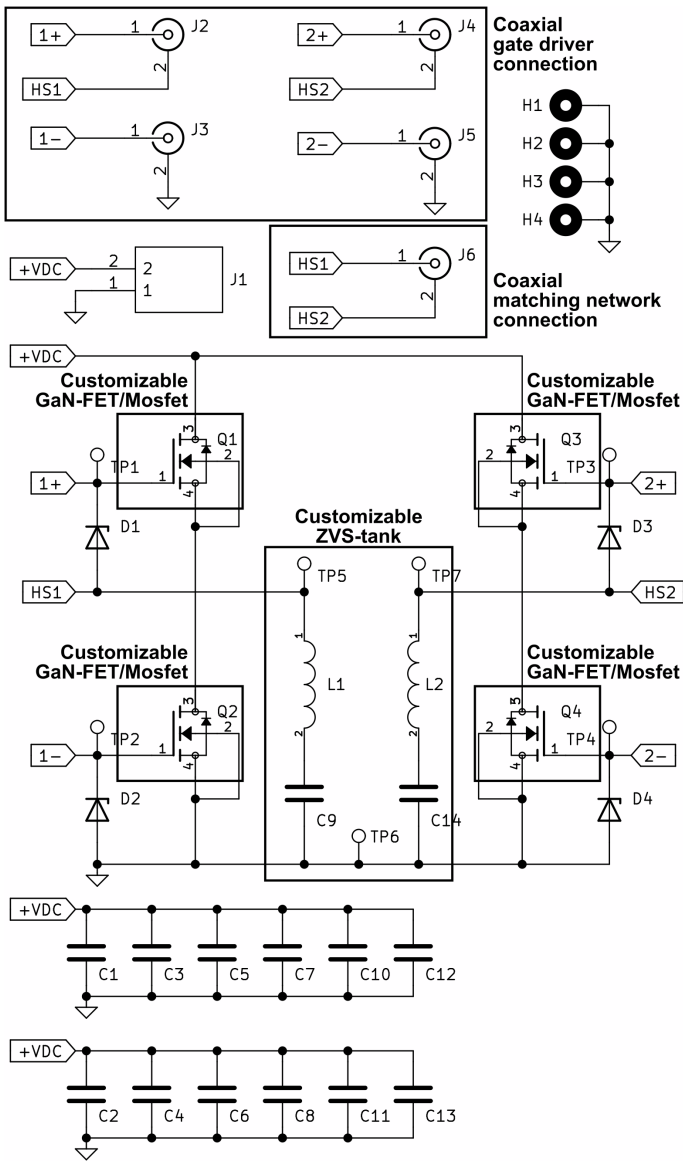 1+ 1 J2 2+ 1 J4 Coaxial
gate driver
connection
2 2
HS1 HS2
H1
1- 1 J3 2- 1 J5
H2
2 2
H3
H4
+VDC 2 2 J1
1 1
HS1 1 J6
2
HS2
Coaxial
matching network
connection
+VDC
Customizable
GaN-FET/Mosfet
Customizable
GaN-FET/Mosfet
3 Q1 3 Q3
TP1 2 2 TP3
1+ 1 1 2+
4 4
D1 D3
Customizable
ZVS-tank
TP5 TP7
HS1 HS2
1 1
Customizable
GaN-FET/Mosfet
Customizable
GaN-FET/Mosfet
L1 L2
3 Q2 3 Q4
2 2
TP2 2 2 TP4
1- 1 1 2-
4 4
D2 D4
C9 C14
TP6
+VDC
C1 C3 C5 C7 C10 C12
+VDC
C2 C4 C6 C8 C11 C13